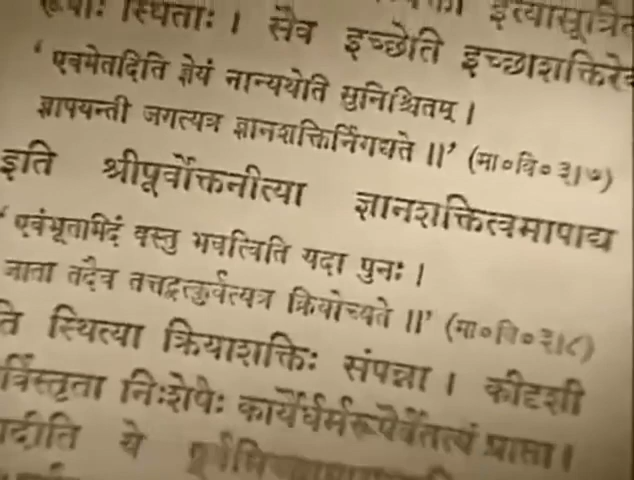 रूपाः स्थिताः । सैव इच्छेति इच्छाशक्तिरे
‘ एवमेतदिति ज्ञेयं नान्यथेति सुनिश्चितम् ।
ज्ञापयन्ती जगत्यत्र ज्ञानशक्तिर्निगद्यते ॥’ (मा०वि० ३।७)
इति श्रीपूर्वोक्तनीत्या ज्ञानशक्तित्वमापाद्य
‘ एवंभूतमिदं वस्तु भवत्विति यदा पुनः ।
जाता तदैव तत्तद्वत्कुर्वत्यत्र क्रियोच्यते ॥’ (मा०वि० ३।८)
ति स्थित्या क्रियाशक्तिः संपन्ना । कीदृशी
र्विस्तृता निःशेषैः कार्यैर्धर्मरूपैर्वेतत्यं प्राप्ता ।
ये